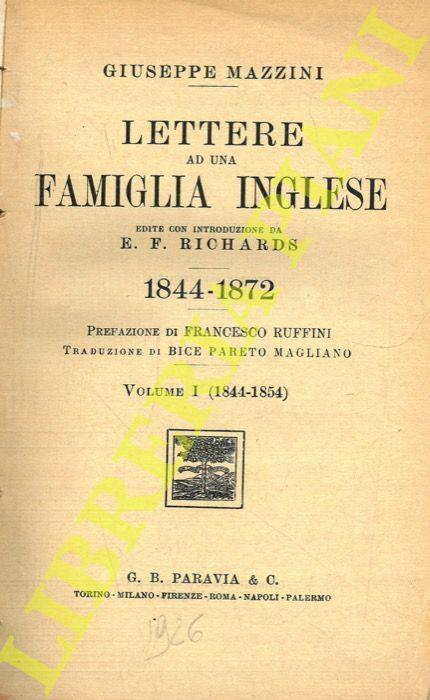 GIUSEPPE MAZZINI
LETTERE
AD UNA
FAMIGLIA INGLESE
EDITE CON INTRODUZIONE DA
E. F. RICHARDS
1844-1872
PREFAZIONE DI FRANCESCO RUFFINI
TRADUZIONE DI BICE PARETO MAGLIANO
VOLUME I (1844-1854)
G. B. PARAVIA & C.
TORINO - MILANO - FIRENZE - ROMA - NAPOLI - PALERMO
1926
LIBRERIA PIANI